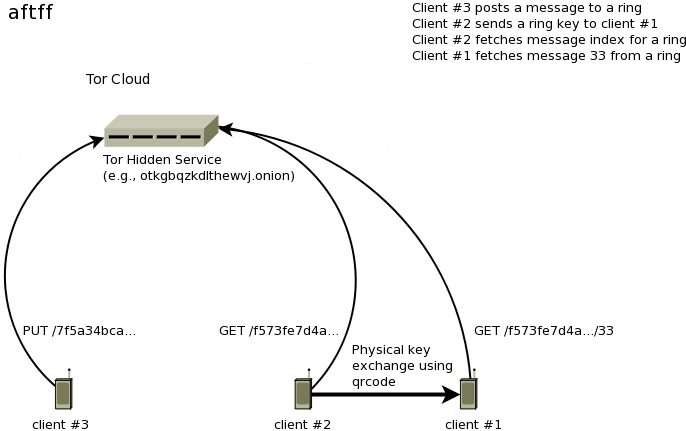 aftff
Client #3 posts a message to a ring
Client #2 sends a ring key to client #1
Client #2 fetches message index for a ring
Client #1 fetches message 33 from a ring
Tor Cloud
Tor Hidden Service
(e.g., otkgbqzkdlthewvj.onion)
PUT /7f5a34bca...
GET /f573fe7d4a...
GET /f573fe7d4a.../33
Physical key
exchange using
qrcode
client #3
client #2
client #1